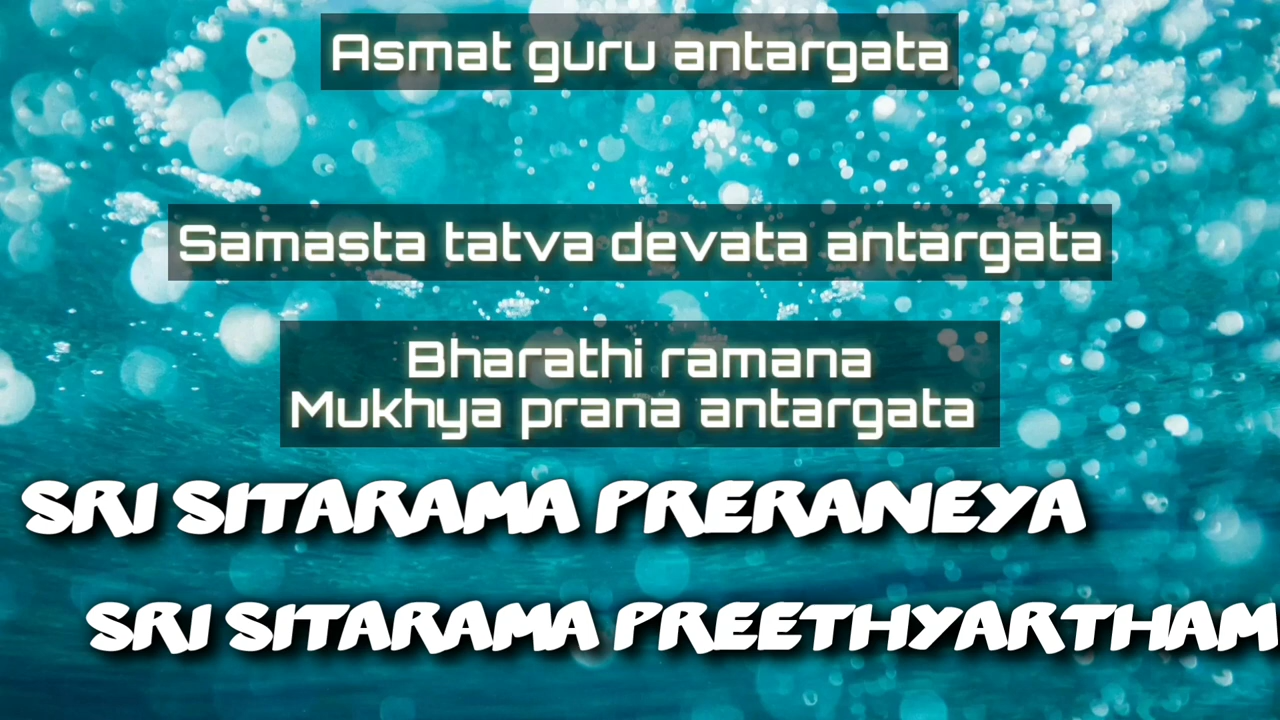 Asmat guru antargata
Samasta tatva devata antargata
Bharathi ramana
Mukhya prana antargata
SRI SITARAMA PRERANEYA
SRI SITARAMA PREETHYARTHAM